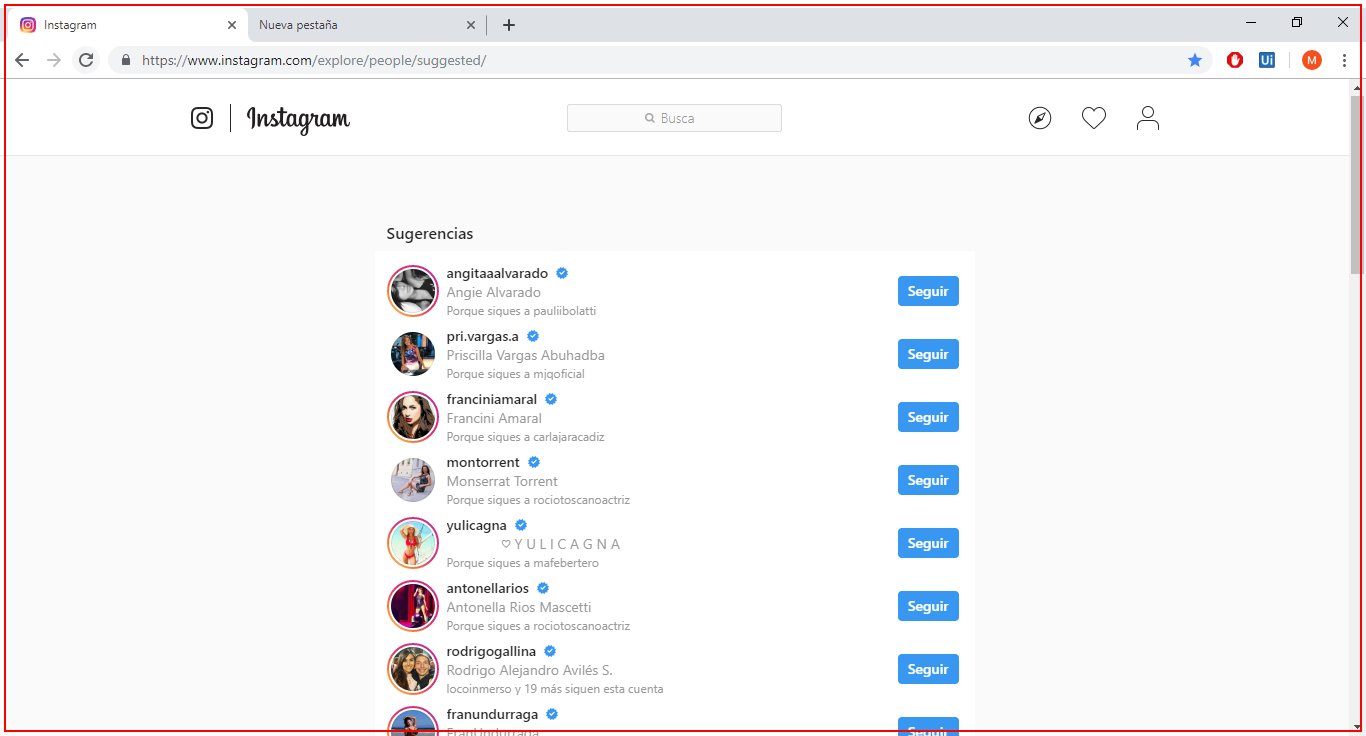 Instagram
Nueva pestaña
Ui
M
https://www.instagram.com/explore/people/suggested/
Instagram
Busca
Sugerencias
angitaaalvarado
Angie Alvarado
Porque sigues a pauliibolatti
Seguir
pri.vargas.a
Priscilla Vargas Abuhadba
Porque sigues a mjqoficial
Seguir
franciniamaral
Francini Amaral
Porque sigues a carlajaracadiz
Seguir
montorrent
Monserrat Torrent
Porque sigues a rociotoscanoactriz
Seguir
yulicagna
♡ Y U L I C A G N A
Porque sigues a mafebertero
Seguir
antonellarios
Antonella Rios Mascetti
Porque sigues a rociotoscanoactriz
Seguir
rodrigogallina
Rodrigo Alejandro Avilés S.
locoinmerso y 19 más siguen esta cuenta
Seguir
franundurraga
FranUndurraga
Seguir